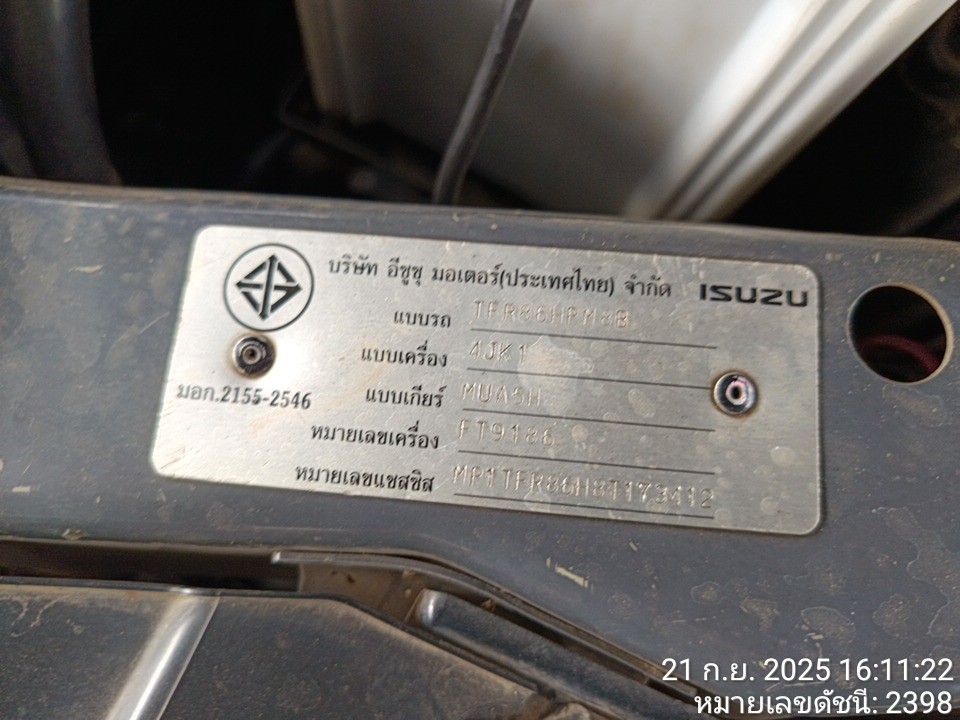 บริษัท อีซูซุ มอเตอร์(ประเทศไทย) จำกัด ISUZU
แบบรถ TFR86HPM8B
แบบเครื่อง 4JK1
แบบเกียร์ MUA5H
มอก.2155-2546
หมายเลขเครื่อง FT9186
หมายเลขแชสซิส MP1TFR86H8T173412
21 ก.ย. 2025 16:11:22
หมายเลขดัชนี: 2398